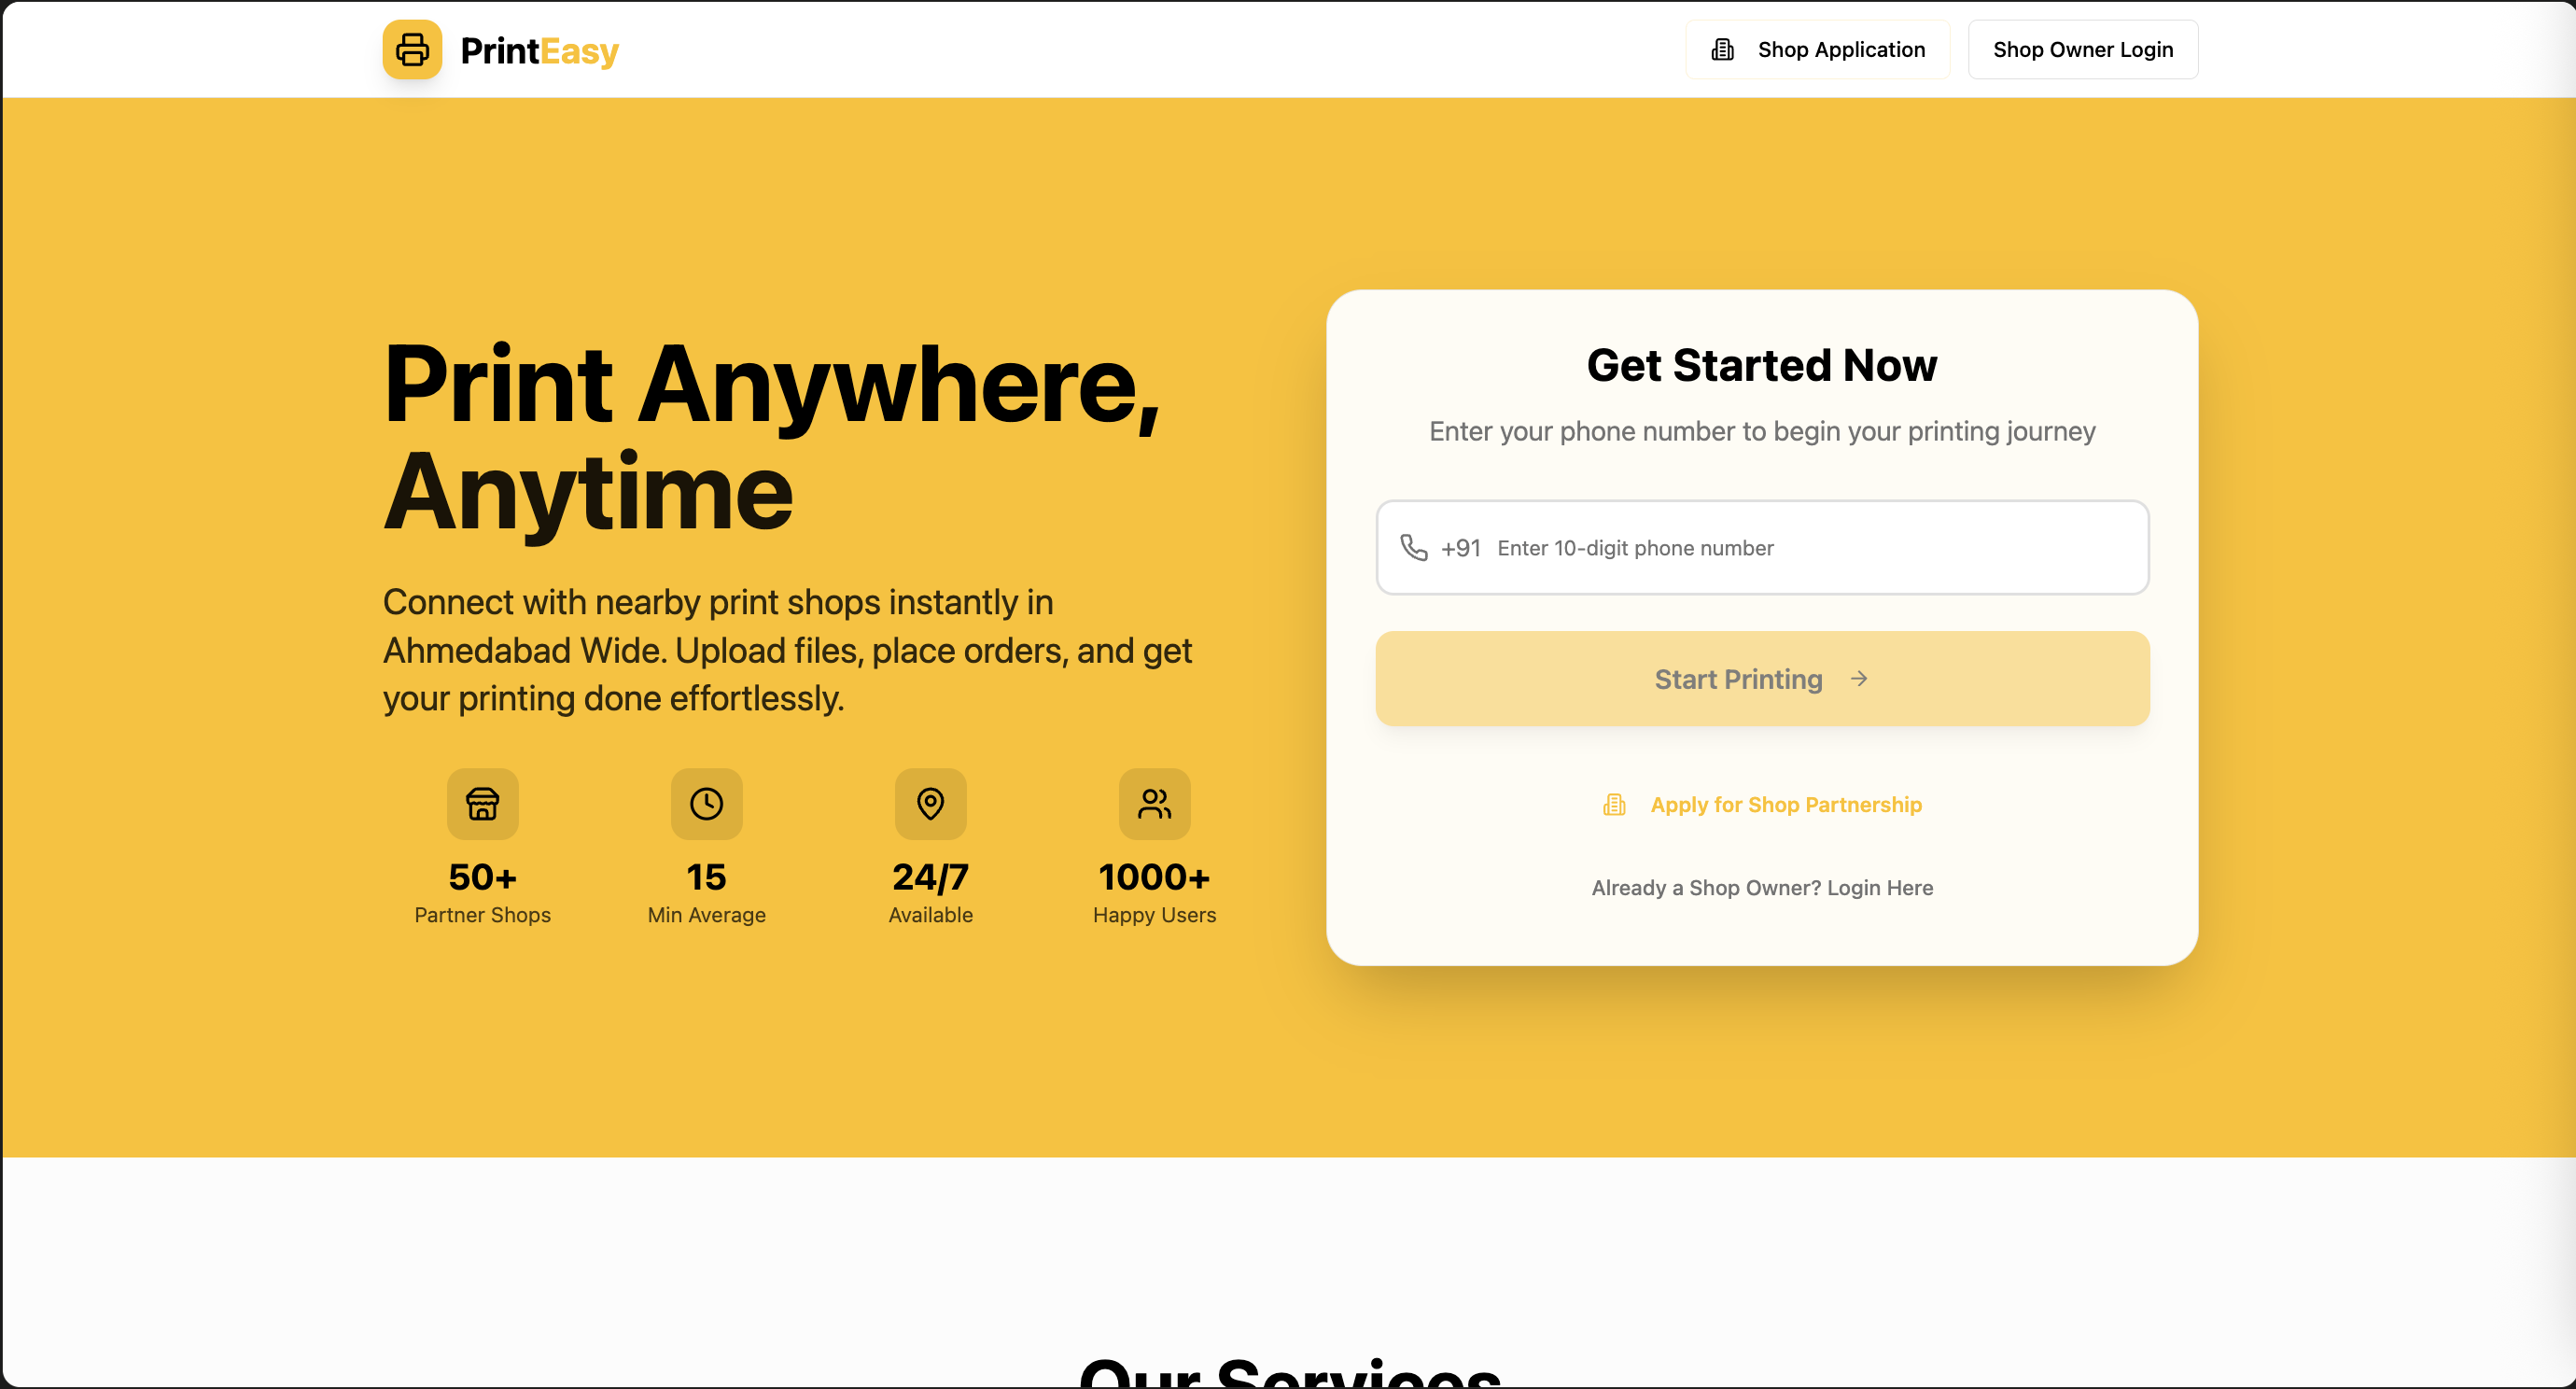 PrintEasy
Shop Application
Shop Owner Login
Print Anywhere,
Anytime
Connect with nearby print shops instantly in
Ahmedabad Wide. Upload files, place orders, and get
your printing done effortlessly.
50+
Partner Shops
15
Min Average
24/7
Available
1000+
Happy Users
Get Started Now
Enter your phone number to begin your printing journey
+91 Enter 10-digit phone number
Start Printing →
Apply for Shop Partnership
Already a Shop Owner? Login Here
Our Services